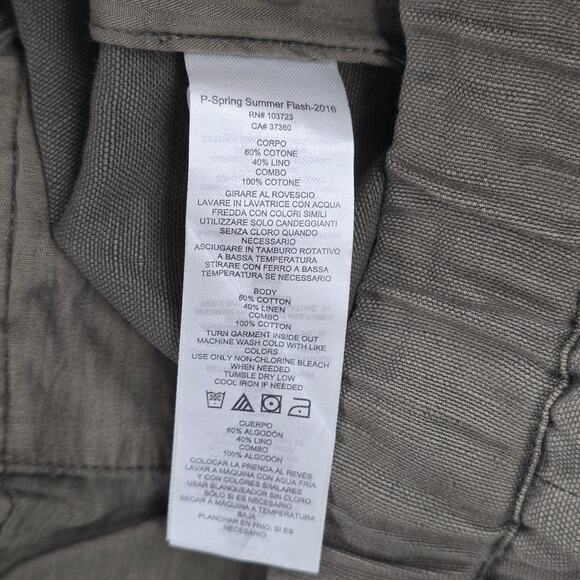 P-Spring Summer Flash-2016
RN# 103723
CA# 37360
CORPO
60% COTONE
40% LINO
COMBO
100% COTONE
GIRARE AL ROVESCIO
LAVARE IN LAVATRICE CON ACQUA
FREDDA CON COLORI SIMILI
UTILIZZARE SOLO CANDEGGIANTI
SENZA CLORO QUANDO
NECESSARIO
ASCIUGARE IN TAMBURO ROTATIVO
A BASSA TEMPERATURA
STIRARE CON FERRO A BASSA
TEMPERATURA SE NECESSARIO
BODY
60% COTTON
40% LINEN
COMBO
100% COTTON
TURN GARMENT INSIDE OUT
MACHINE WASH COLD WITH LIKE
COLORS
USE ONLY NON-CHLORINE BLEACH
WHEN NEEDED
TUMBLE DRY LOW
COOL IRON IF NEEDED
30C
CUERPO
60% ALGODÓN
40% LINO
COMBO
100% ALGODÓN
COLOCAR LA PRENDA AL REVÉS
LAVAR A MÁQUINA CON AGUA FRÍA
Y CON COLORES SIMILARES
USAR BLANQUEADOR SIN CLORO
SÓLO SI ES NECESARIO
SECAR A MÁQUINA A TEMPERATURA
BAJA
PLANCHAR EN FRÍO, SI ES
NECESARIO